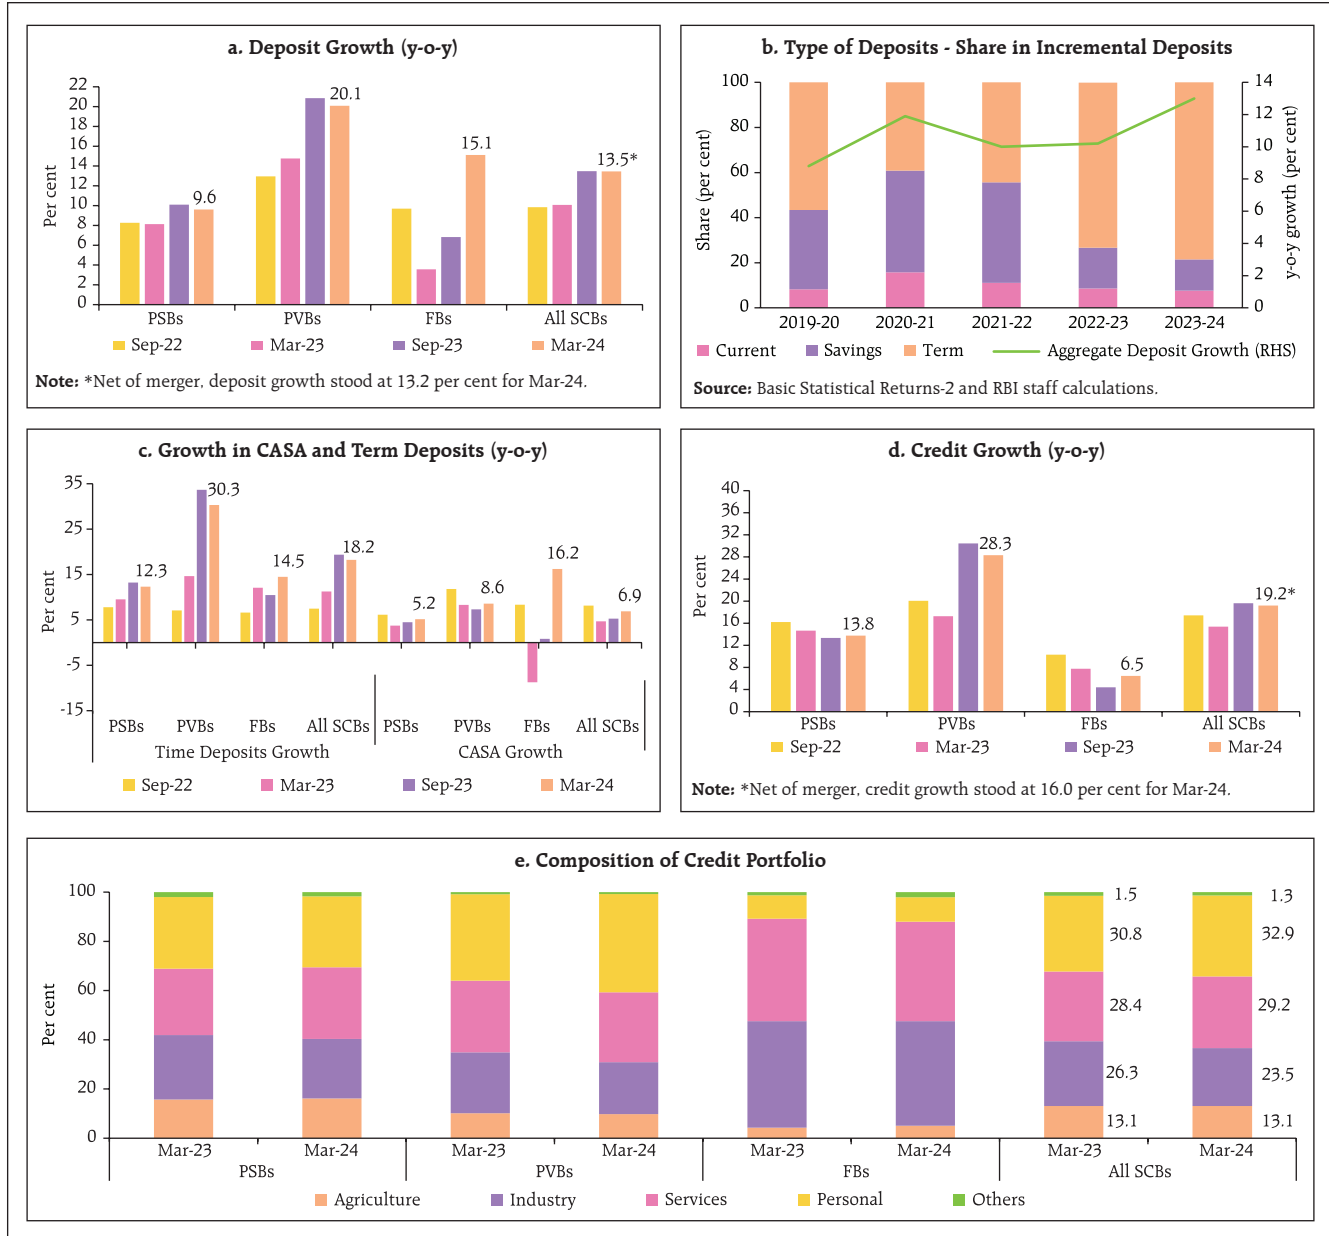 a. Deposit Growth (y-o-y)
Per cent
22
20
18
16
14
12
10
8
6
4
2
0
9.6
20.1
15.1
13.5*
PSBs PVBs FBs All SCBs
Sep-22 Mar-23 Sep-23 Mar-24
Note: *Net of merger, deposit growth stood at 13.2 per cent for Mar-24.
b. Type of Deposits - Share in Incremental Deposits
Share (per cent)
100
80
60
40
20
0
14
12
10
8
6
4
2
0
y-o-y growth (per cent)
2019-20 2020-21 2021-22 2022-23 2023-24
Current Savings Term Aggregate Deposit Growth (RHS)
Source: Basic Statistical Returns-2 and RBI staff calculations.
c. Growth in CASA and Term Deposits (y-o-y)
Per cent
35
25
15
5
-5
-15
12.3
30.3
14.5
18.2
5.2
8.6
16.2
6.9
PSBs PVBs FBs All SCBs PSBs PVBs FBs All SCBs
Time Deposits Growth CASA Growth
Sep-22 Mar-23 Sep-23 Mar-24
d. Credit Growth (y-o-y)
Per cent
40
36
32
28
24
20
16
12
8
4
0
13.8
28.3
6.5
19.2*
PSBs PVBs FBs All SCBs
Sep-22 Mar-23 Sep-23 Mar-24
Note: *Net of merger, credit growth stood at 16.0 per cent for Mar-24.
e. Composition of Credit Portfolio
Per cent
100
80
60
40
20
0
1.5
30.8
28.4
26.3
13.1
1.3
32.9
29.2
23.5
13.1
Mar-23 Mar-24 Mar-23 Mar-24 Mar-23 Mar-24 Mar-23 Mar-24
PSBs PVBs FBs All SCBs
Agriculture Industry Services Personal Others